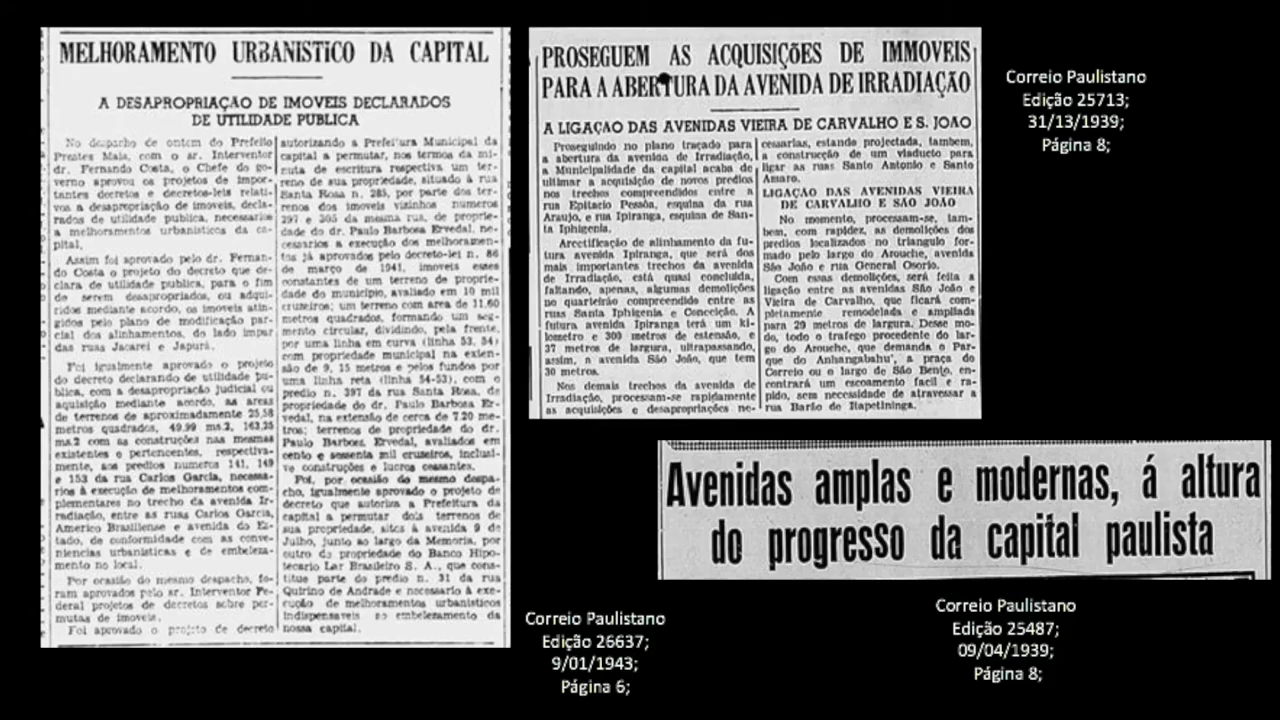 MELHORAMENTO URBANISTICO DA CAPITAL
A DESAPROPRIAÇÃO DE IMOVEIS DECLARADOS
DE UTILIDADE PUBLICA
No despacho de ontem do Prefeito
Prestes Maia, com o sr. Interventor
dr. Fernando Costa, o Chefe do go-
verno aprovou os projetos de impor-
tantes decretos e decretos-leis relati-
vos a desapropriação de imoveis, decla-
rados de utilidade publica, necessarios
a melhoramentos urbanisticos da ca-
pital.
Assim foi aprovado pelo dr. Fernan-
do Costa o projeto do decreto que de-
clara de utilidade publica, para o fim
de serem desapropriados, ou adqui-
ridos mediante acordo, os imoveis atin-
gidos pelo plano de modificação par-
cial dos alinhamentos, do lado impar
das ruas Jacareí e Japurá.
Foi igualmente aprovado o projeto
do decreto declarando de utilidade pu-
blica, com a desapropriação judicial ou
aquisição mediante acordo, as areas
de terrenos de aproximadamente 25,58
metros quadrados, 49,99 ms.2, 163,25
ms.2 com as construções nas mesmas
existentes e pertencentes, respectiva-
mente, aos predios numeros 141, 149
e 153 da rua Carlos Garcia, necessa-
rios à execução de melhoramentos com-
plementares no trecho da avenida Ir-
radiação, entre as ruas Carlos Garcia,
Americo Brasiliense e avenida do Es-
tado, de conformidade com as conve-
niencias urbanisticas e de embeleza-
mento no local.
Por ocasião do mesmo despacho, fo-
ram aprovados pelo sr. Interventor Fe-
deral projetos de decretos sobre per-
mutas de imoveis.
Foi aprovado o projeto de decreto
autorizando a Prefeitura Municipal da
capital a permutar, nos termos da mi-
nuta de escritura respectiva um ter-
reno de sua propriedade, situado à rua
Santa Rosa n. 285, por parte dos ter-
renos dos imoveis vizinhos numeros
297 e 305 da mesma rua, de proprie-
dade do dr. Paulo Barbosa Ervedal, ne-
cessarios a execução dos melhoramen-
tos já aprovados pelo decreto-lei n. 86
de março de 1941, imoveis esses
constantes de um terreno de proprie-
dade do municipio, avaliado em 10 mil
cruzeiros; um terreno com area de 11.60
metros quadrados, formando um seg-
mento circular, dividindo, pela frente,
por uma linha em curva (linha 53, 54)
com propriedade municipal na exten-
são de 9, 15 metros e pelos fundos por
uma linha reta (linha 54-53), com o
predio n. 397 da rua Santa Rosa, de
propriedade do dr. Paulo Barbosa Er-
vedal, na extensão de cerca de 7.20 me-
tros; terrenos de propriedade do dr.
Paulo Barbosa Ervedal, avaliados em
cento e sessenta mil cruzeiros, inclusi-
ve construções e lucros cessantes.
Foi, por ocasião do mesmo despa-
cho, igualmente aprovado o projeto de
decreto que autoriza a Prefeitura da
capital a permutar dois terrenos de
sua propriedade, sitos à avenida 9 de
Julho, junto ao largo da Memoria, por
outro da propriedade do Banco Hipo-
tecario Lar Brasileiro S. A., que cons-
titue parte do predio n. 31 da rua
Quirino de Andrade e necessario à exe-
cução de melhoramentos urbanisticos
indispensaveis ao embelezamento da
nossa capital.
PROSEGUEM AS ACQUISIÇÕES DE IMMOVEIS
PARA A ABERTURA DA AVENIDA DE IRRADIAÇÃO
A LIGAÇÃO DAS AVENIDAS VIEIRA DE CARVALHO E S. JOAO
Proseguindo no plano traçado para
a abertura da avenida de Irradiação,
a Municipalidade da capital acaba de
ultimar a acquisição de novos predios
nos trechos comprehendidos entre a
rua Epitacio Pessôa, esquina da rua
Araujo, e rua Ipiranga, esquina de San-
ta Iphigenia.
Arectificação de alinhamento da fu-
tura avenida Ipiranga, que será dos
mais importantes trechos da avenida
de Irradiação, está quasi concluida,
faltando, apenas, algumas demolições
no quarteirão comprehendido entre as
ruas Santa Iphigenia e Conceição. A
futura avenida Ipiranga terá um ki-
lometro e 300 metros de extensão, e
37 metros de largura, ultrapassando,
assim, a avenida São João, que tem
30 metros.
Nos demais trechos da avenida de
Irradiação, processam-se rapidamente
as acquisições e desapropriações ne-
cessarias, estando projectada, tambem,
a construcção de um viaducto para
ligar as ruas Santo Antonio e Santo
Amaro.
LIGAÇÃO DAS AVENIDAS VIEIRA
DE CARVALHO E SÃO JOÃO
No momento, processam-se, tam-
bem, com rapidez, as demolições dos
predios localizados no triangulo for-
mado pelo largo do Arouche, avenida
São João e rua General Osorio.
Com essas demolições, será feita a
ligação entre as avenidas São João e
Vieira de Carvalho, que ficará com-
pletamente remodelada e ampliada
para 29 metros de largura. Desse mo-
do, todo o trafego procedente do lar-
go do Arouche, que demanda o Par-
que do Anhangabahu', a praça do
Correio ou o largo de São Bento, en-
contrará um escoamento facil e ra-
pido, sem necessidade de atravessar a
rua Barão de Itapetininga.
Correio Paulistano
Edição 25713;
31/13/1939;
Página 8;
Avenidas amplas e modernas, á altura
do progresso da capital paulista
Correio Paulistano
Edição 26637;
9/01/1943;
Página 6;
Correio Paulistano
Edição 25487;
09/04/1939;
Página 8;